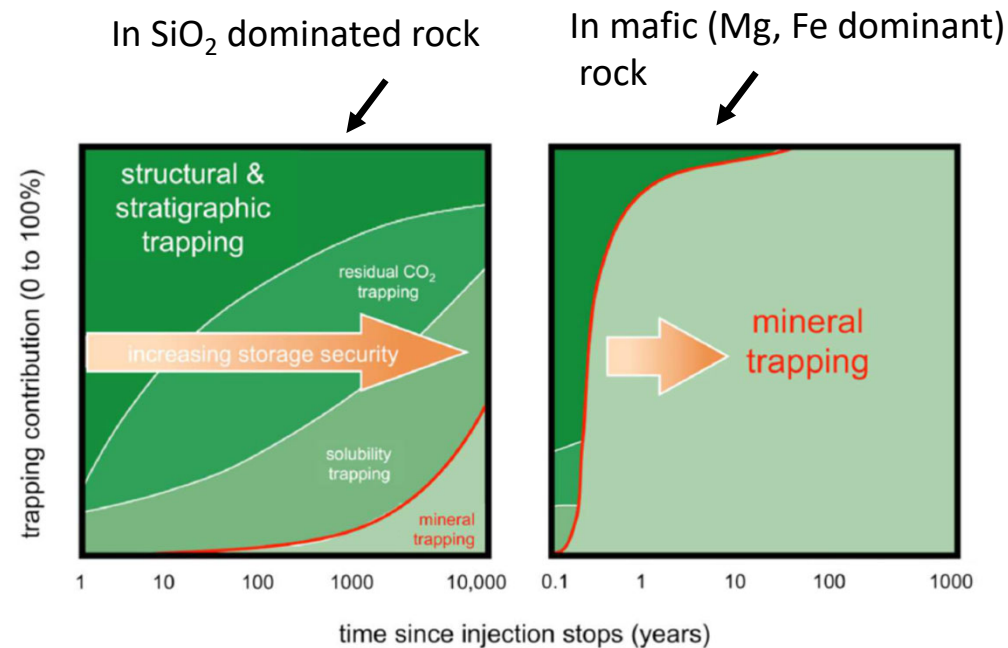 In SiO₂ dominated rock
In mafic (Mg, Fe dominant)
rock
trapping contribution (0 to 100%)
structural &
stratigraphic
trapping
residual CO₂
trapping
increasing storage security
solubility
trapping
mineral
trapping
1 10 100 1000 10,000
mineral
trapping
0.1 1 10 100 1000
time since injection stops (years)